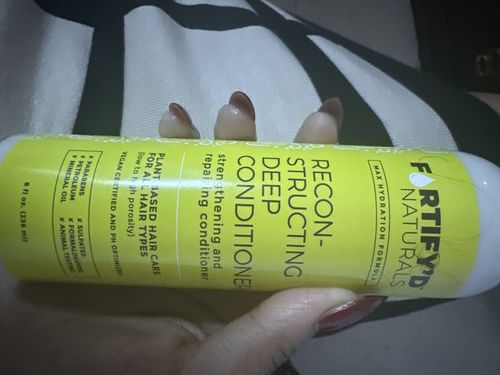 FORTIFY'D
NATURALS
MAX HYDRATION FORMULA
RECON-
STRUCTING
DEEP
CONDITIONER
strengthening and
repairing conditioner
PLANT BASED HAIR CARE
FOR ALL HAIR TYPES
(low to high porosity)
VEGAN CERTIFIED AND PH OPTIMIZED
x PARABENS
x PETROLEUM
x MINERAL OIL
x SULFATES
x FORMALDEHYDE
x ANIMAL TESTING
8 fl oz. (236 ml)